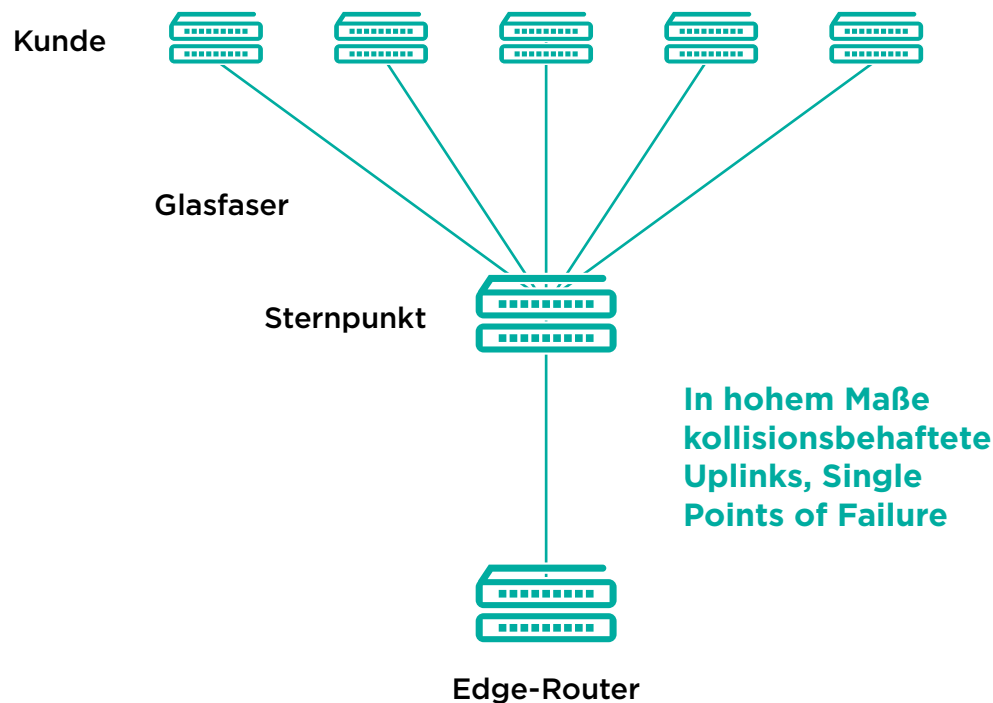 Kunde
Glasfaser
Sternpunkt
In hohem Maße
kollisionsbehaftete
Uplinks, Single
Points of Failure
Edge-Router